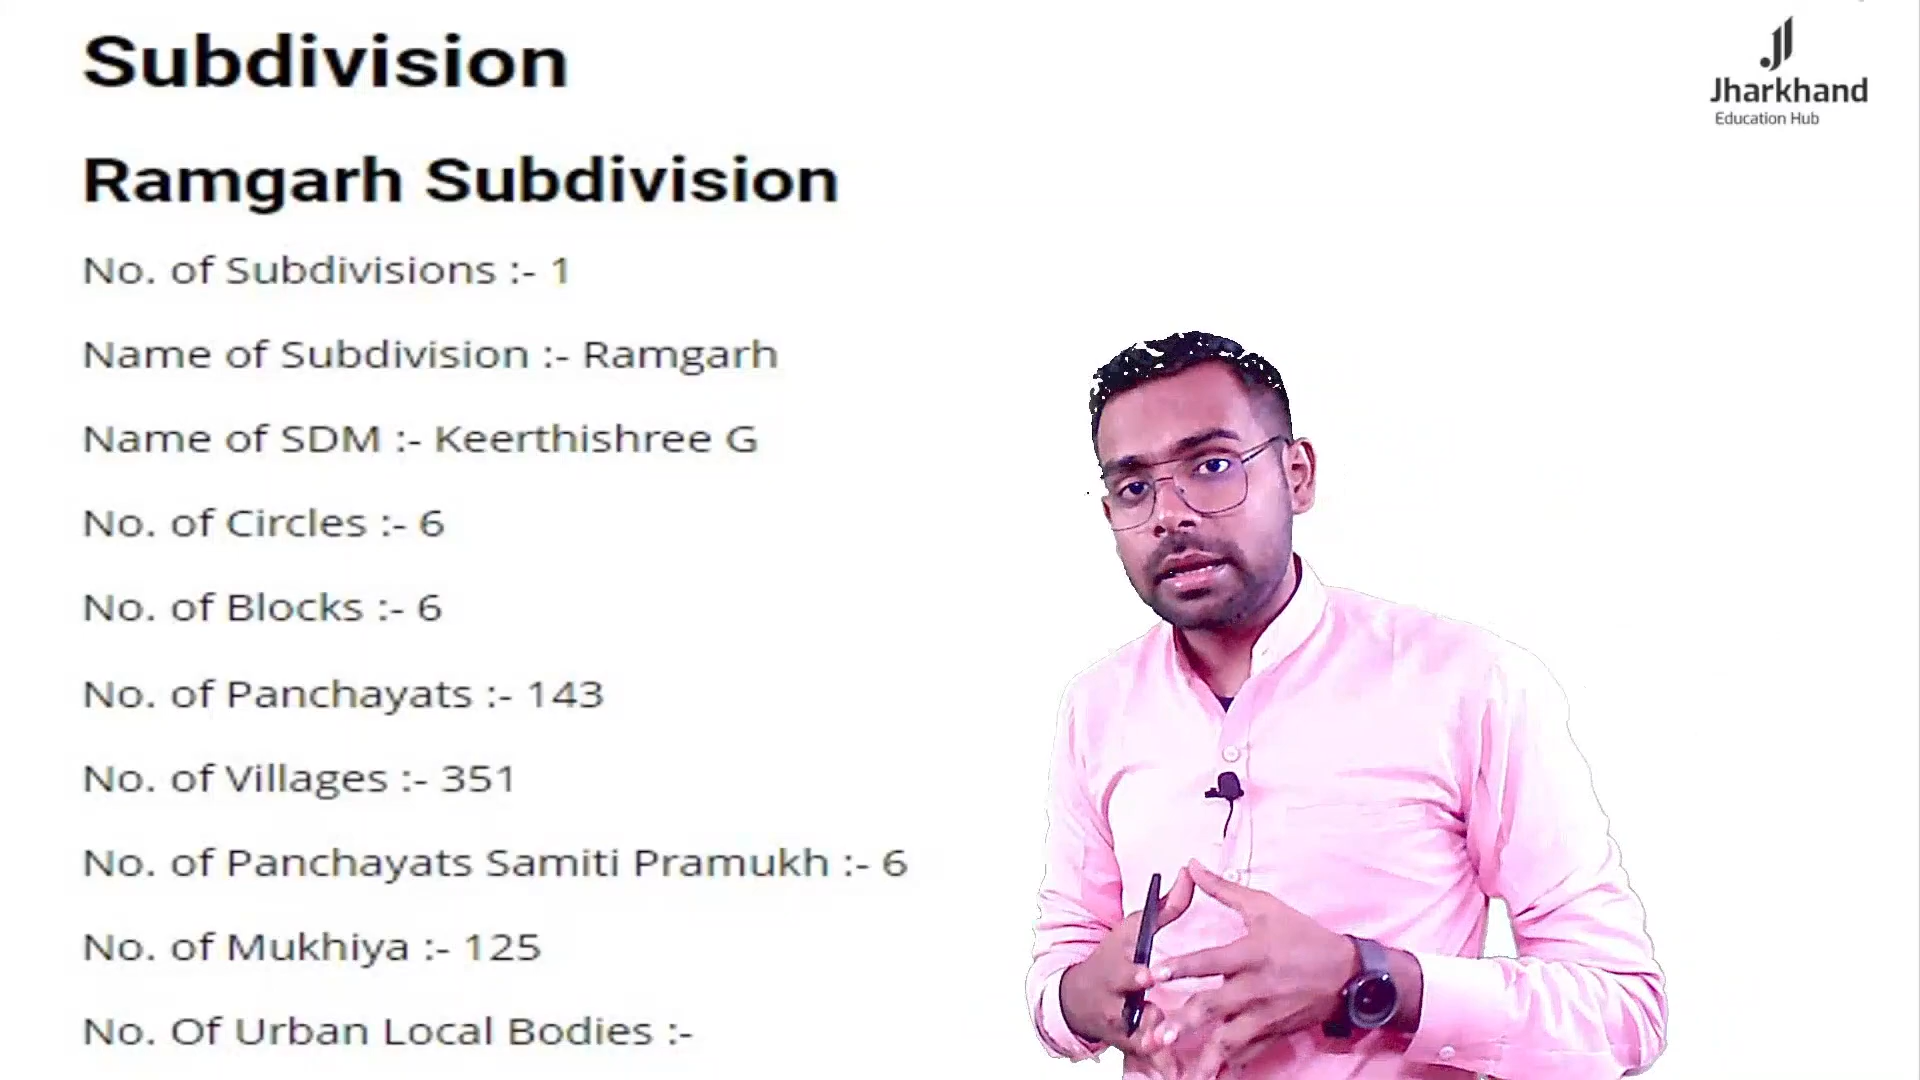 Subdivision
Jharkhand
Education Hub
Ramgarh Subdivision
No. of Subdivisions :- 1
Name of Subdivision :- Ramgarh
Name of SDM :- Keerthishree G
No. of Circles :- 6
No. of Blocks :- 6
No. of Panchayats :- 143
No. of Villages :- 351
No. of Panchayats Samiti Pramukh :- 6
No. of Mukhiya :- 125
No. Of Urban Local Bodies :-